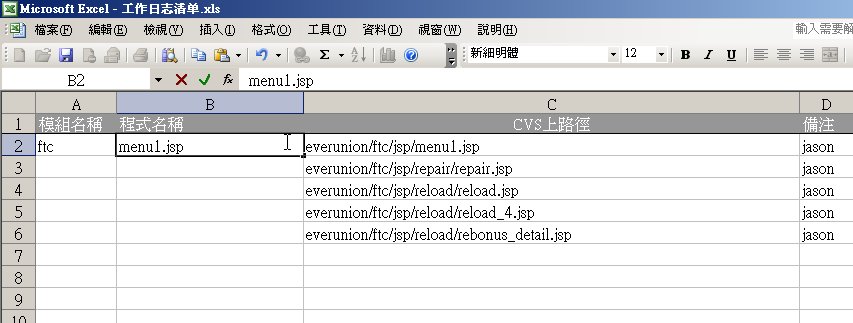 Microsoft Excel - 工作日志清单.xls
檔案(F) 編輯(E) 檢視(V) 插入(I) 格式(O) 工具(T) 資料(D) 視窗(W) 說明(H) 輸入需要解
Σ 新細明體 12 B I U
B2 fx menu1.jsp
A B C D
1 模組名稱 程式名稱 CVS上路徑 備注
2 ftc menu1.jsp everunion/ftc/jsp/menu1.jsp jason
3 everunion/ftc/jsp/repair/repair.jsp jason
4 everunion/ftc/jsp/reload/reload.jsp jason
5 everunion/ftc/jsp/reload/reload_4.jsp jason
6 everunion/ftc/jsp/reload/rebonus_detail.jsp jason
7
8
9
10